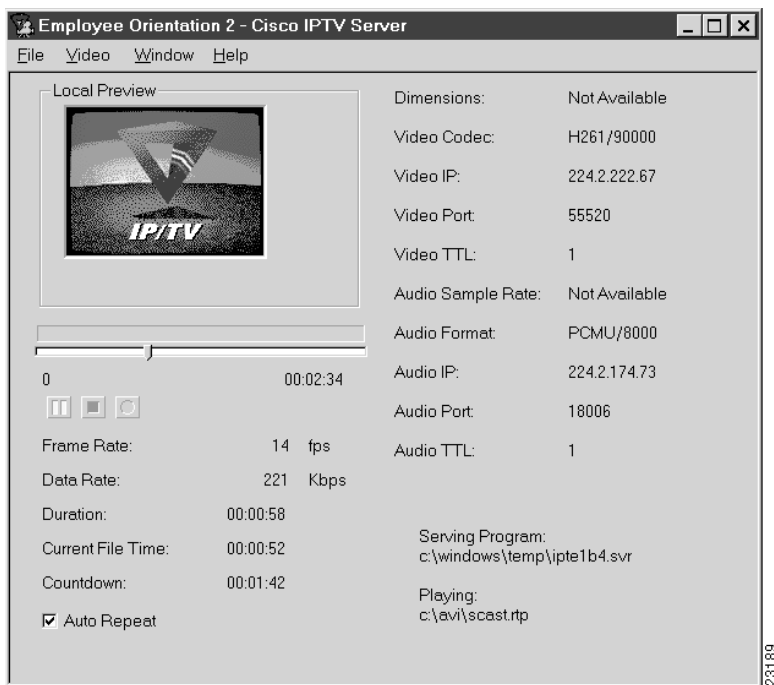 Employee Orientation 2 - Cisco IPTV Server
File Video Window Help
Local Preview
IP/TV
0 00:02:34
Frame Rate: 14 fps
Data Rate: 221 Kbps
Duration: 00:00:58
Current File Time: 00:00:52
Countdown: 00:01:42
Auto Repeat
Dimensions: Not Available
Video Codec: H261/90000
Video IP: 224.2.222.67
Video Port: 55520
Video TTL: 1
Audio Sample Rate: Not Available
Audio Format: PCMU/8000
Audio IP: 224.2.174.73
Audio Port: 18006
Audio TTL: 1
Serving Program:
c:\windows\temp\ipte1b4.svr
Playing:
c:\avi\scast.rtp
23189